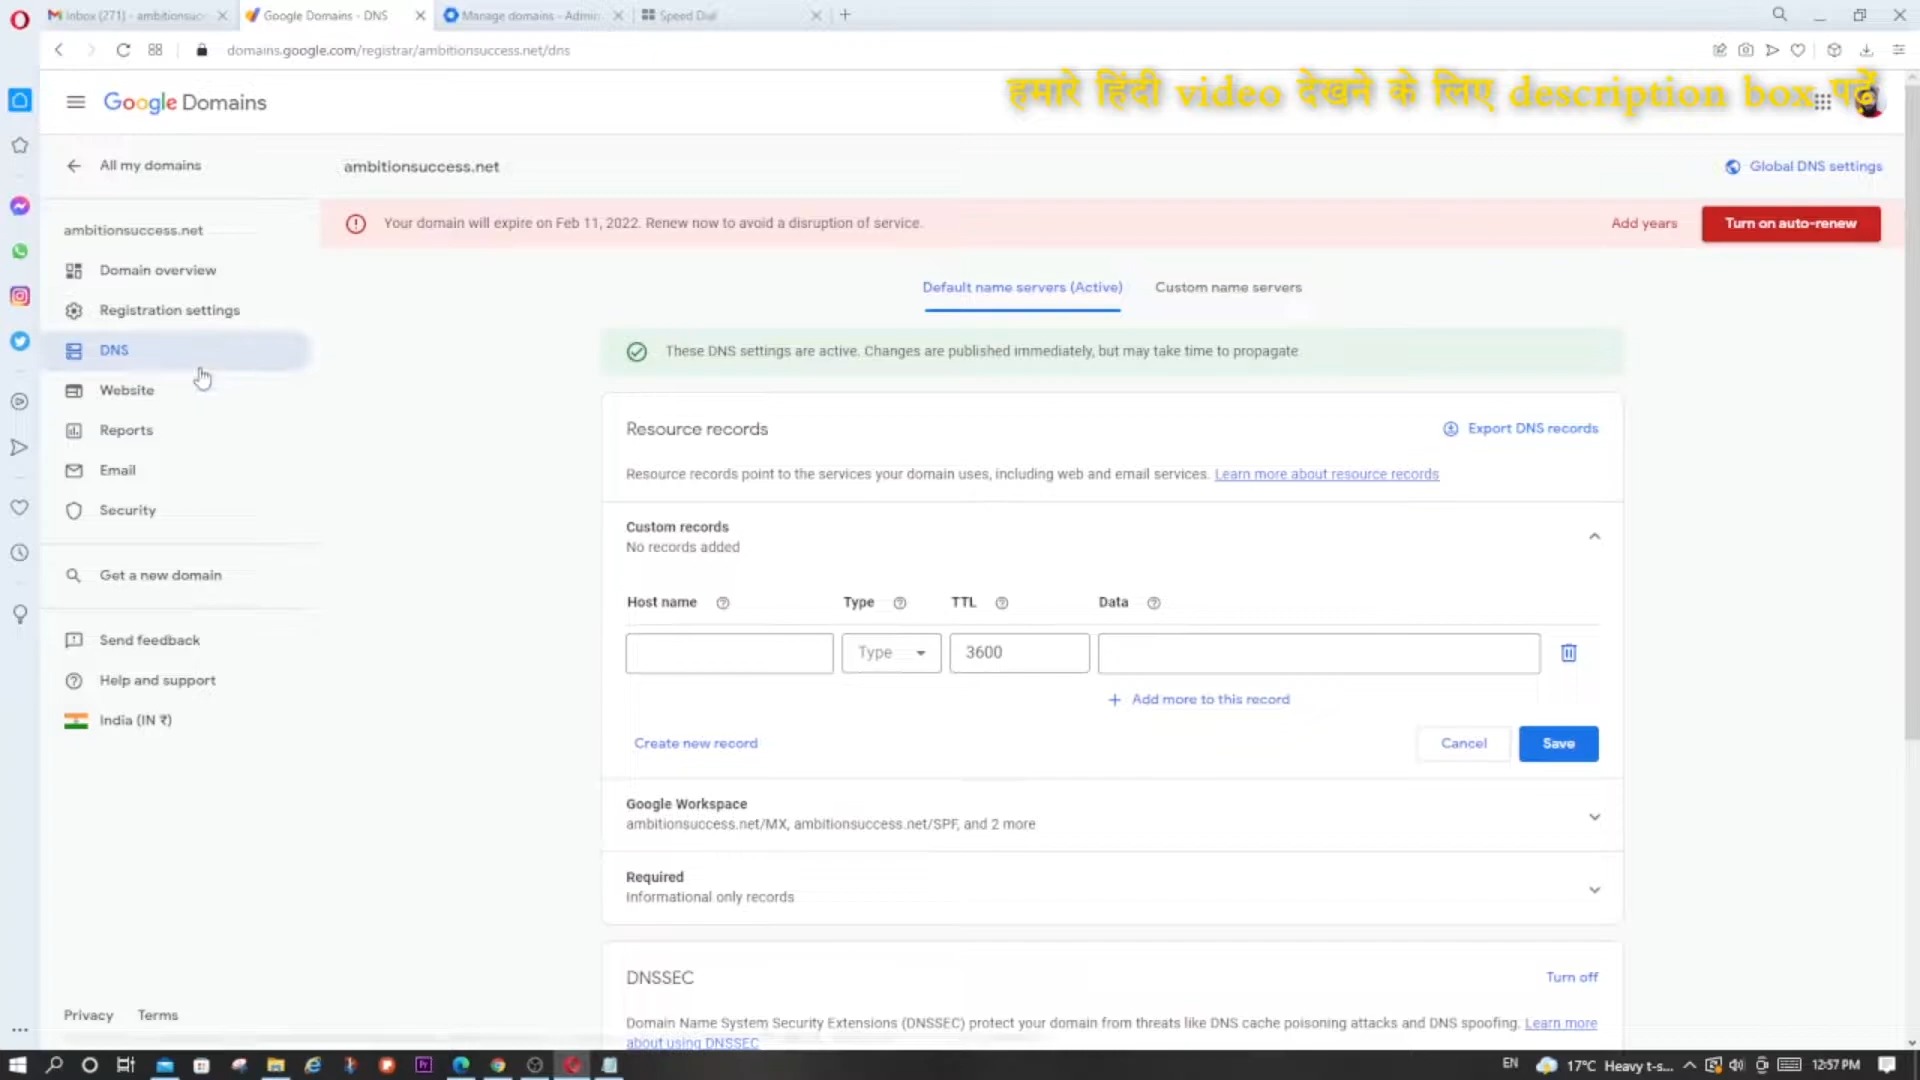 Inbox (271) - ambitionsucc
Google Domains - DNS
Manage domains - Admin
Speed Dial
domains.google.com/registrar/ambitionsuccess.net/dns
हमारे हिंदी video देखने के लिए description box पढ़ें
Google Domains
All my domains
ambitionsuccess.net
Global DNS settings
ambitionsuccess.net
Your domain will expire on Feb 11, 2022. Renew now to avoid a disruption of service.
Add years
Turn on auto-renew
Domain overview
Registration settings
DNS
Website
Reports
Email
Security
Get a new domain
Send feedback
Help and support
India (IN ₹)
Privacy
Terms
Default name servers (Active)
Custom name servers
These DNS settings are active. Changes are published immediately, but may take time to propagate
Resource records
Export DNS records
Resource records point to the services your domain uses, including web and email services. Learn more about resource records
Custom records
No records added
Host name
Type
TTL
Data
Type
3600
Add more to this record
Create new record
Cancel
Save
Google Workspace
ambitionsuccess.net/MX, ambitionsuccess.net/SPF, and 2 more
Required
Informational only records
DNSSEC
Turn off
Domain Name System Security Extensions (DNSSEC) protect your domain from threats like DNS cache poisoning attacks and DNS spoofing. Learn more
about using DNSSEC
EN
17°C Heavy t-s...
12:57 PM